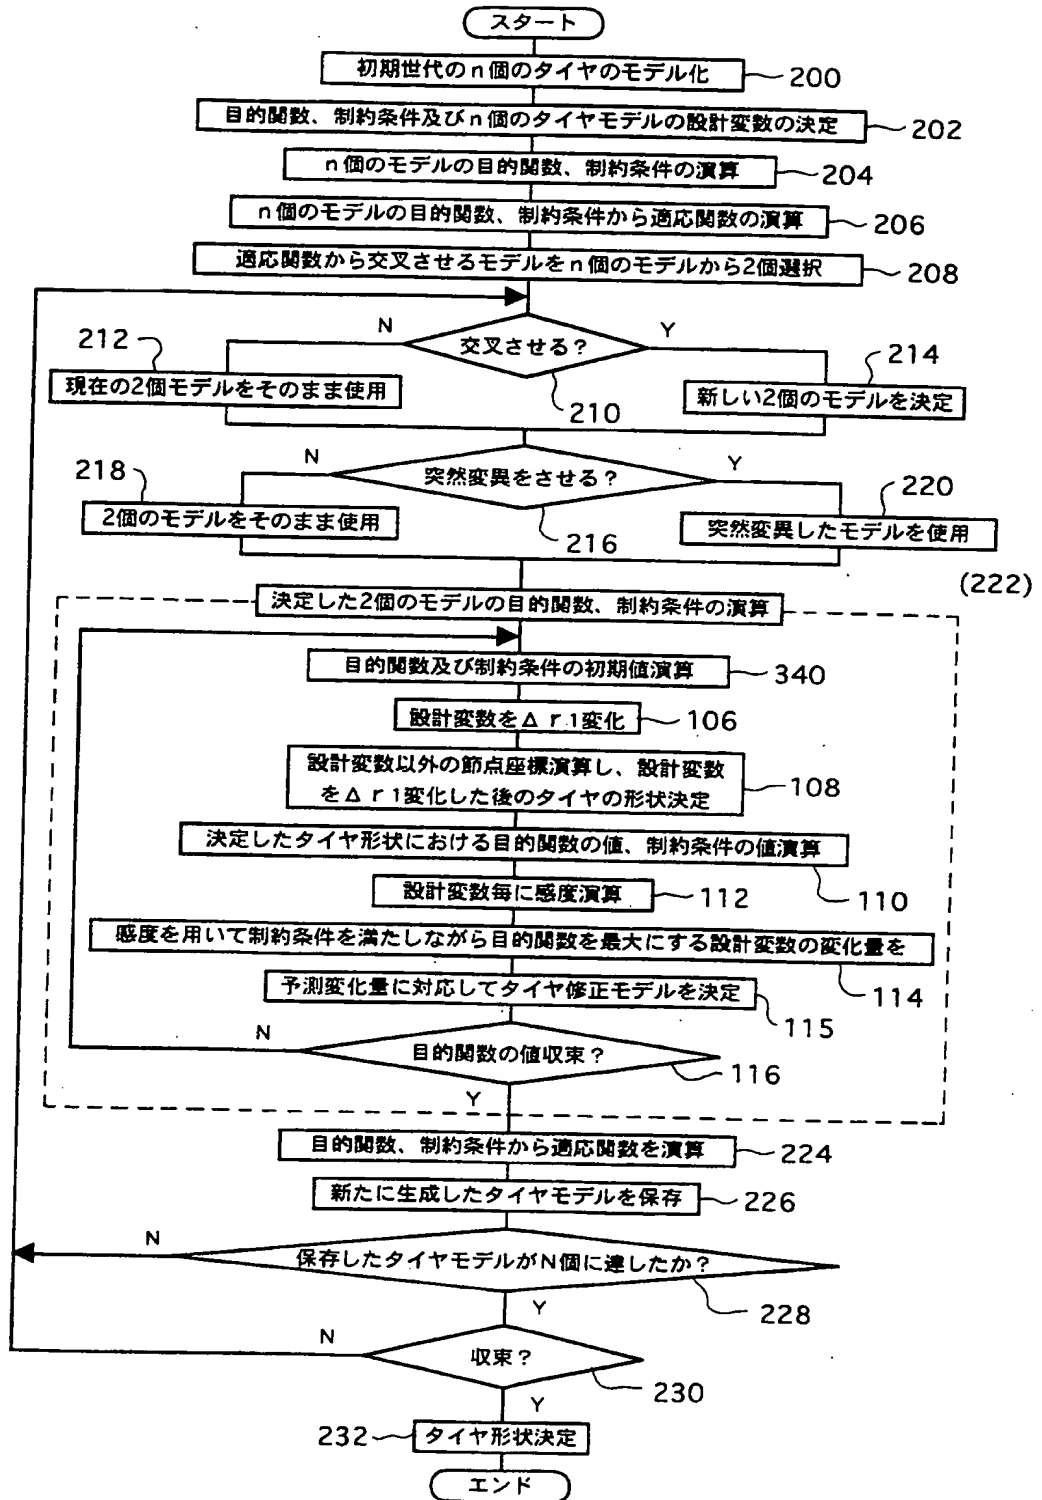 スタート
初期世代のn個のタイヤのモデル化
200
目的関数、制約条件及びn個のタイヤモデルの設計変数の決定
202
n個のモデルの目的関数、制約条件の演算
204
n個のモデルの目的関数、制約条件から適応関数の演算
206
適応関数から交叉させるモデルをn個のモデルから2個選択
208
N
交叉させる?
Y
210
212
現在の2個モデルをそのまま使用
214
新しい2個のモデルを決定
N
突然変異をさせる?
Y
216
218
2個のモデルをそのまま使用
220
突然変異したモデルを使用
(222)
決定した2個のモデルの目的関数、制約条件の演算
目的関数及び制約条件の初期値演算
340
設計変数をΔr1変化
106
設計変数以外の節点座標演算し、設計変数
をΔr1変化した後のタイヤの形状決定
108
決定したタイヤ形状における目的関数の値、制約条件の値演算
110
設計変数毎に感度演算
112
感度を用いて制約条件を満たしながら目的関数を最大にする設計変数の変化量を
114
予測変化量に対応してタイヤ修正モデルを決定
115
N
目的関数の値収束?
116
Y
目的関数、制約条件から適応関数を演算
224
新たに生成したタイヤモデルを保存
226
N
保存したタイヤモデルがN個に達したか?
228
Y
N
収束?
230
Y
232
タイヤ形状決定
エンド